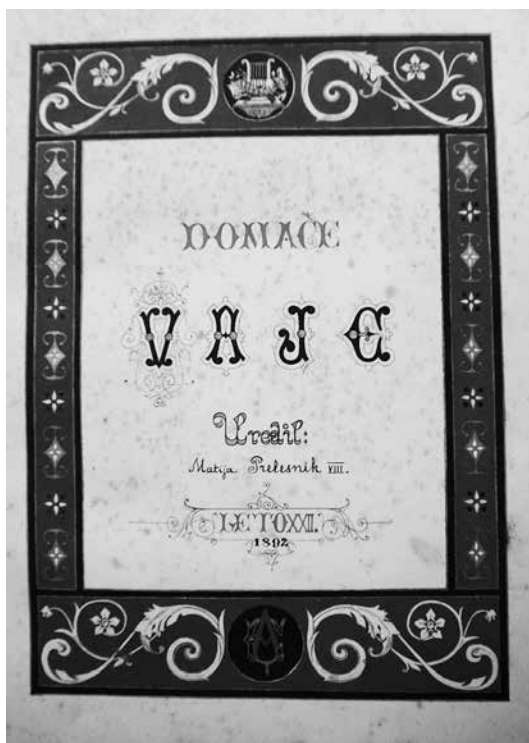 DOMAČE
VAJE
Uredil:
Matija Prelesnik VIII.
LETO XXI.
1892